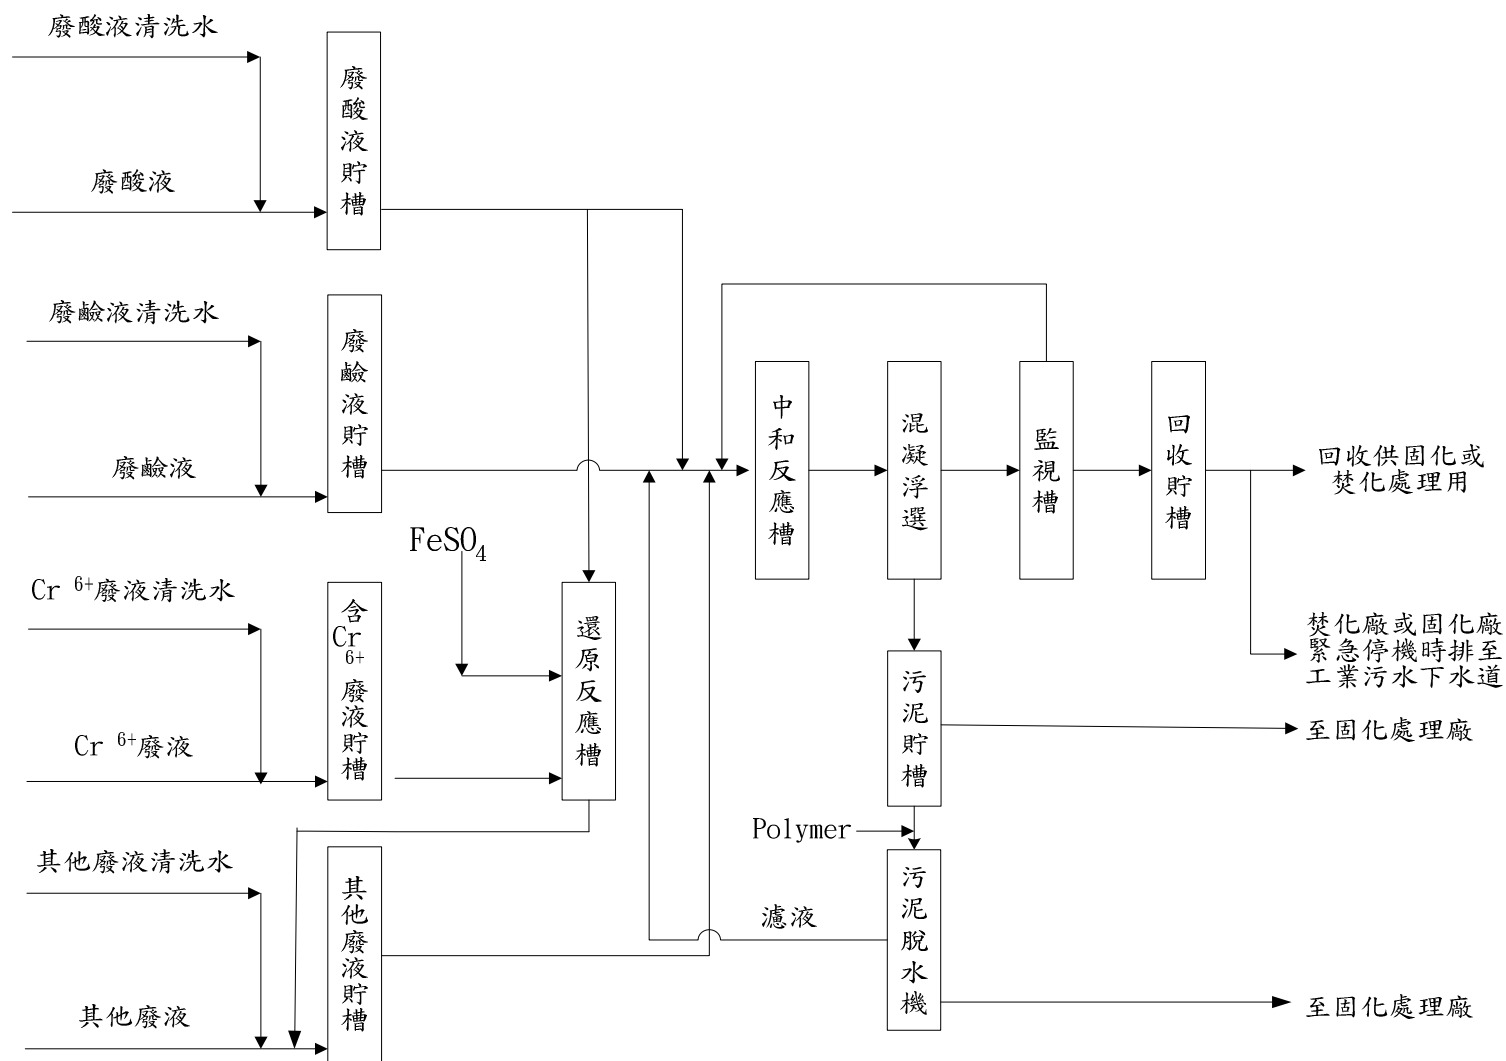 廢酸液清洗水
廢酸液
廢酸液貯槽
廢鹼液清洗水
廢鹼液
廢鹼液貯槽
FeSO₄
Cr ⁶⁺廢液清洗水
Cr ⁶⁺廢液
含Cr ⁶⁺廢液貯槽
還原反應槽
其他廢液清洗水
其他廢液
其他廢液貯槽
中和反應槽
混凝浮選
監視槽
回收貯槽
回收供固化或
焚化處理用
焚化廠或固化廠
緊急停機時排至
工業污水下水道
污泥貯槽
至固化處理廠
Polymer
污泥脫水機
濾液
至固化處理廠